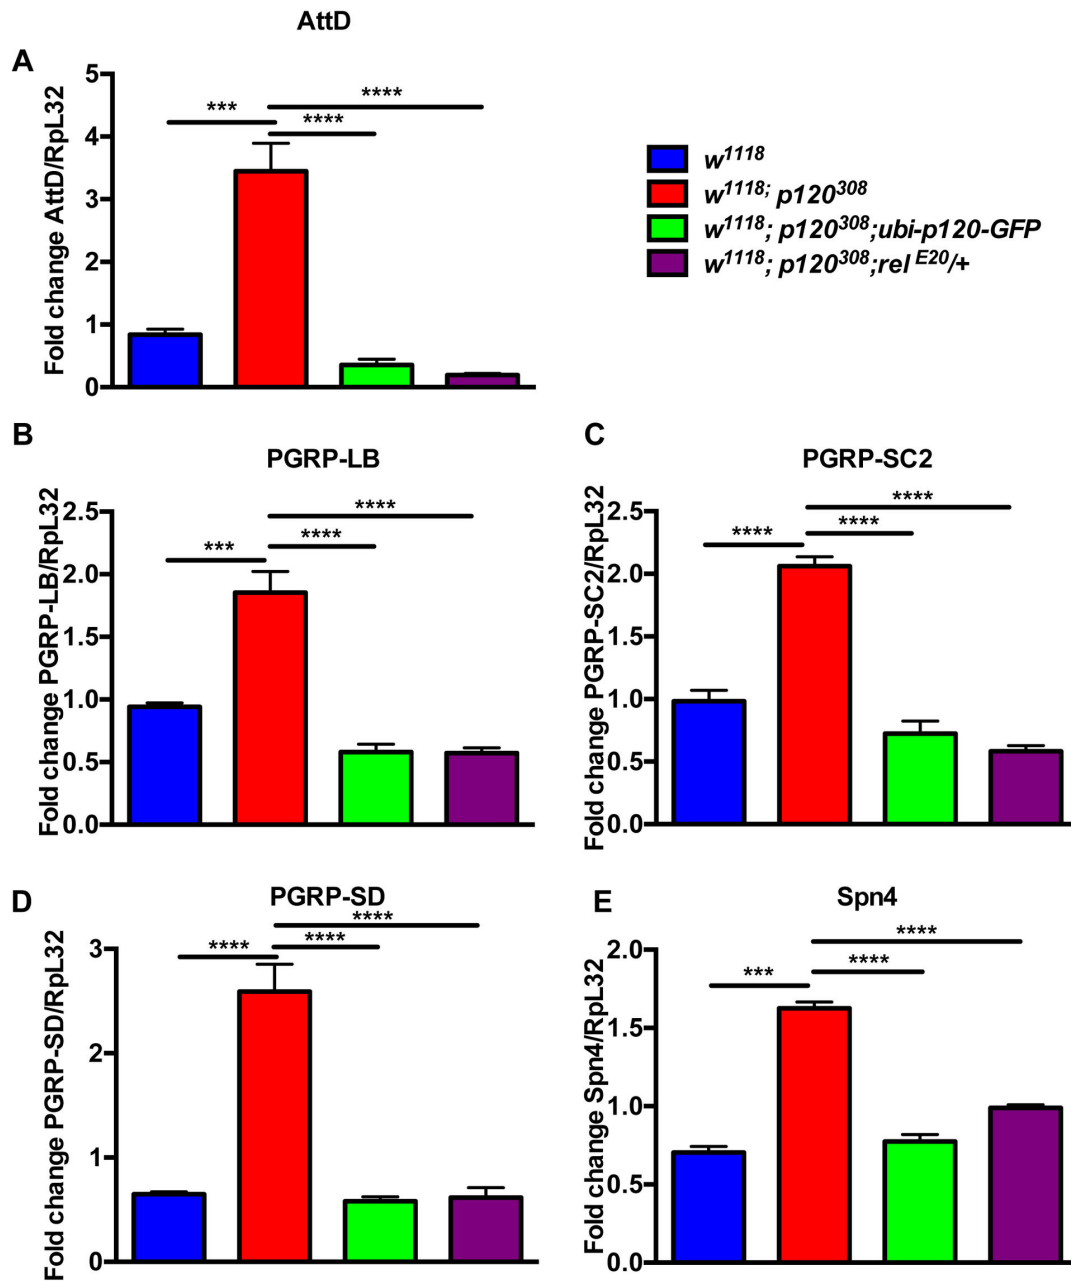 AttD
A
Fold change AttD/RpL32
5
4
3
2
1
0
***
****
****
w1118
w1118; p120308
w1118; p120308;ubi-p120-GFP
w1118; p120308;rel E20/+
B
PGRP-LB
Fold change PGRP-LB/RpL32
2.5
2.0
1.5
1.0
0.5
0.0
***
****
****
C
PGRP-SC2
Fold change PGRP-SC2/RpL32
2.5
2.0
1.5
1.0
0.5
0.0
****
****
****
D
PGRP-SD
Fold change PGRP-SD/RpL32
3
2
1
0
****
****
****
E
Spn4
Fold change Spn4/RpL32
2.0
1.5
1.0
0.5
0.0
***
****
****